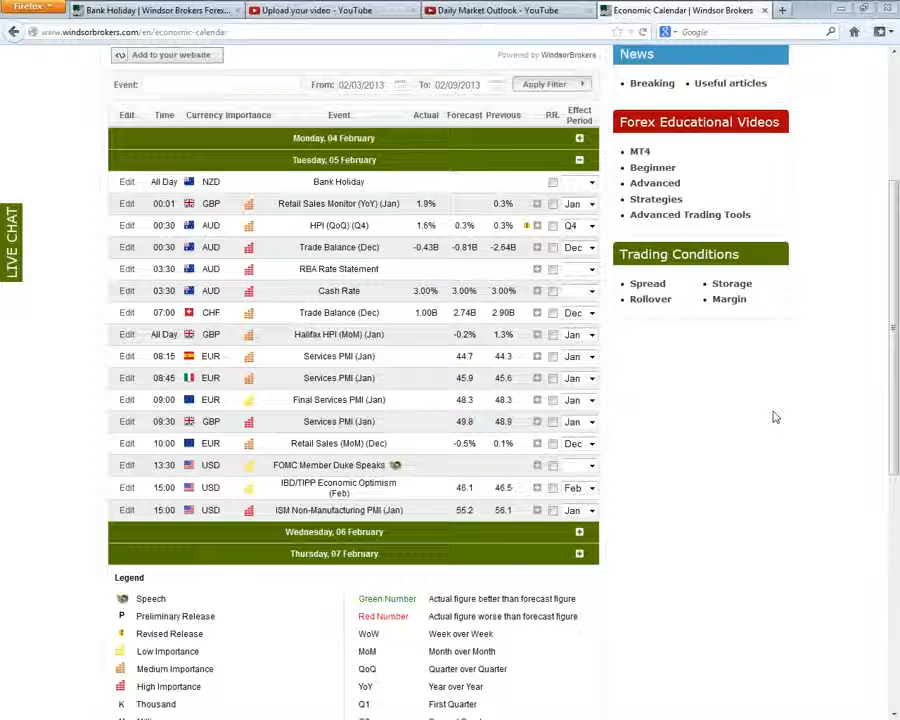 Firefox
Bank Holiday | Windsor Brokers Forex...
Upload your video - YouTube
Daily Market Outlook - YouTube
Economic Calendar | Windsor Brokers
www.windsorbrokers.com/en/economic-calendar
Google
Add to your website
Powered by WindsorBrokers
Event: From: 02/03/2013 To: 02/09/2013 Apply Filter
Edit Time Currency Importance Event Actual Forecast Previous P.R. Effect Period
Monday, 04 February
Tuesday, 05 February
Edit All Day NZD Bank Holiday
Edit 00:01 GBP Retail Sales Monitor (YoY) (Jan) 1.9% 0.3% Jan
Edit 00:30 AUD HPI (QoQ) (Q4) 1.6% 0.3% 0.3% Q4
Edit 00:30 AUD Trade Balance (Dec) -0.43B -0.81B -2.64B Dec
Edit 03:30 AUD RBA Rate Statement
Edit 03:30 AUD Cash Rate 3.00% 3.00% 3.00%
Edit 07:00 CHF Trade Balance (Dec) 1.00B 2.74B 2.90B Dec
Edit All Day GBP Halifax HPI (MoM) (Jan) -0.2% 1.3% Jan
Edit 08:15 EUR Services PMI (Jan) 44.7 44.3 Jan
Edit 08:45 EUR Services PMI (Jan) 45.9 45.6 Jan
Edit 09:00 EUR Final Services PMI (Jan) 48.3 48.3 Jan
Edit 09:30 GBP Services PMI (Jan) 49.8 48.9 Jan
Edit 10:00 EUR Retail Sales (MoM) (Dec) -0.5% 0.1% Dec
Edit 13:30 USD FOMC Member Duke Speaks
Edit 15:00 USD IBD/TIPP Economic Optimism (Feb) 46.1 46.5 Feb
Edit 15:00 USD ISM Non-Manufacturing PMI (Jan) 55.2 56.1 Jan
Wednesday, 06 February
Thursday, 07 February
Legend
Speech
P Preliminary Release
Revised Release
Low Importance
Medium Importance
High Importance
K Thousand
Green Number Actual figure better than forecast figure
Red Number Actual figure worse than forecast figure
WoW Week over Week
MoM Month over Month
QoQ Quarter over Quarter
YoY Year over Year
Q1 First Quarter
News
Breaking
Useful articles
Forex Educational Videos
MT4
Beginner
Advanced
Strategies
Advanced Trading Tools
Trading Conditions
Spread
Storage
Rollover
Margin
LIVE CHAT